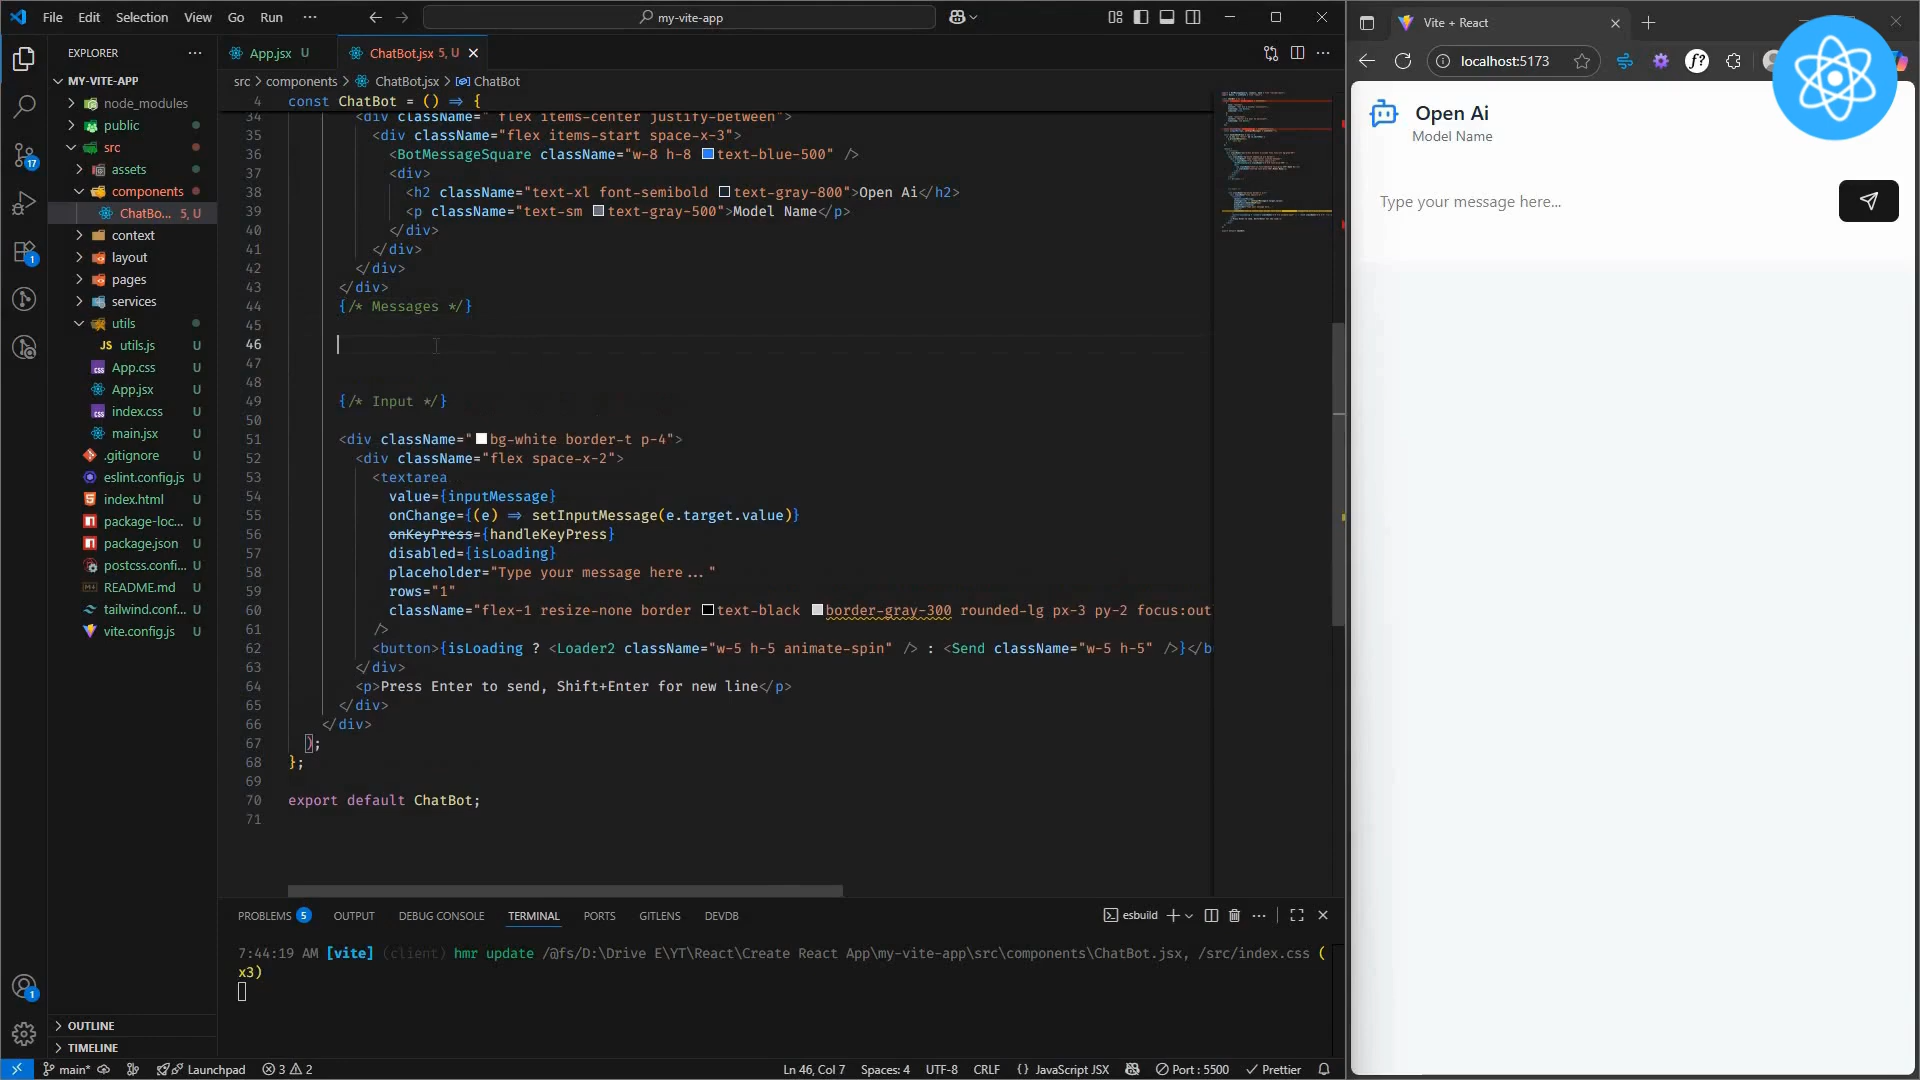 File Edit Selection View Go Run ··· my-vite-app
EXPLORER
MY-VITE-APP
node_modules
public
src
assets
components
ChatBo... 5, U
context
layout
pages
services
utils
utils.js U
App.css U
App.jsx U
index.css U
main.jsx U
.gitignore U
eslint.config.js U
index.html U
package-loc... U
package.json U
postcss.confi... U
README.md U
tailwind.conf... U
vite.config.js U
OUTLINE
TIMELINE
17
1
1
App.jsx U ChatBot.jsx 5, U
src > components > ChatBot.jsx > ChatBot
4 const ChatBot = () => {
34 <div className=" flex items-center justify-between">
35 <div className="flex items-start space-x-3">
36 <BotMessageSquare className="w-8 h-8 text-blue-500" />
37 <div>
38 <h2 className="text-xl font-semibold text-gray-800">Open Ai</h2>
39 <p className="text-sm text-gray-500">Model Name</p>
40 </div>
41 </div>
42 </div>
43 </div>
44 {/* Messages */}
45
46
47
48
49 {/* Input */}
50
51 <div className=" bg-white border-t p-4">
52 <div className="flex space-x-2">
53 <textarea
54 value={inputMessage}
55 onChange={(e) => setInputMessage(e.target.value)}
56 onKeyPress={handleKeyPress}
57 disabled={isLoading}
58 placeholder="Type your message here..."
59 rows="1"
60 className="flex-1 resize-none border text-black border-gray-300 rounded-lg px-3 py-2 focus:out
61 />
62 <button>{isLoading ? <Loader2 className="w-5 h-5 animate-spin" /> : <Send className="w-5 h-5" />}</b
63 </div>
64 <p>Press Enter to send, Shift+Enter for new line</p>
65 </div>
66 </div>
67 );
68 };
69
70 export default ChatBot;
71
PROBLEMS 5 OUTPUT DEBUG CONSOLE TERMINAL PORTS GITLENS DEVDB esbuild
7:44:19 AM [vite] (client) hmr update /@fs/D:\Drive E\YT\React\Create React App\my-vite-app\src\components\ChatBot.jsx, /src/index.css (
x3)
main* Launchpad 3 2 Ln 46, Col 7 Spaces: 4 UTF-8 CRLF {} JavaScript JSX Port : 5500 Prettier
Vite + React
localhost:5173
f?
Open Ai
Model Name
Type your message here...